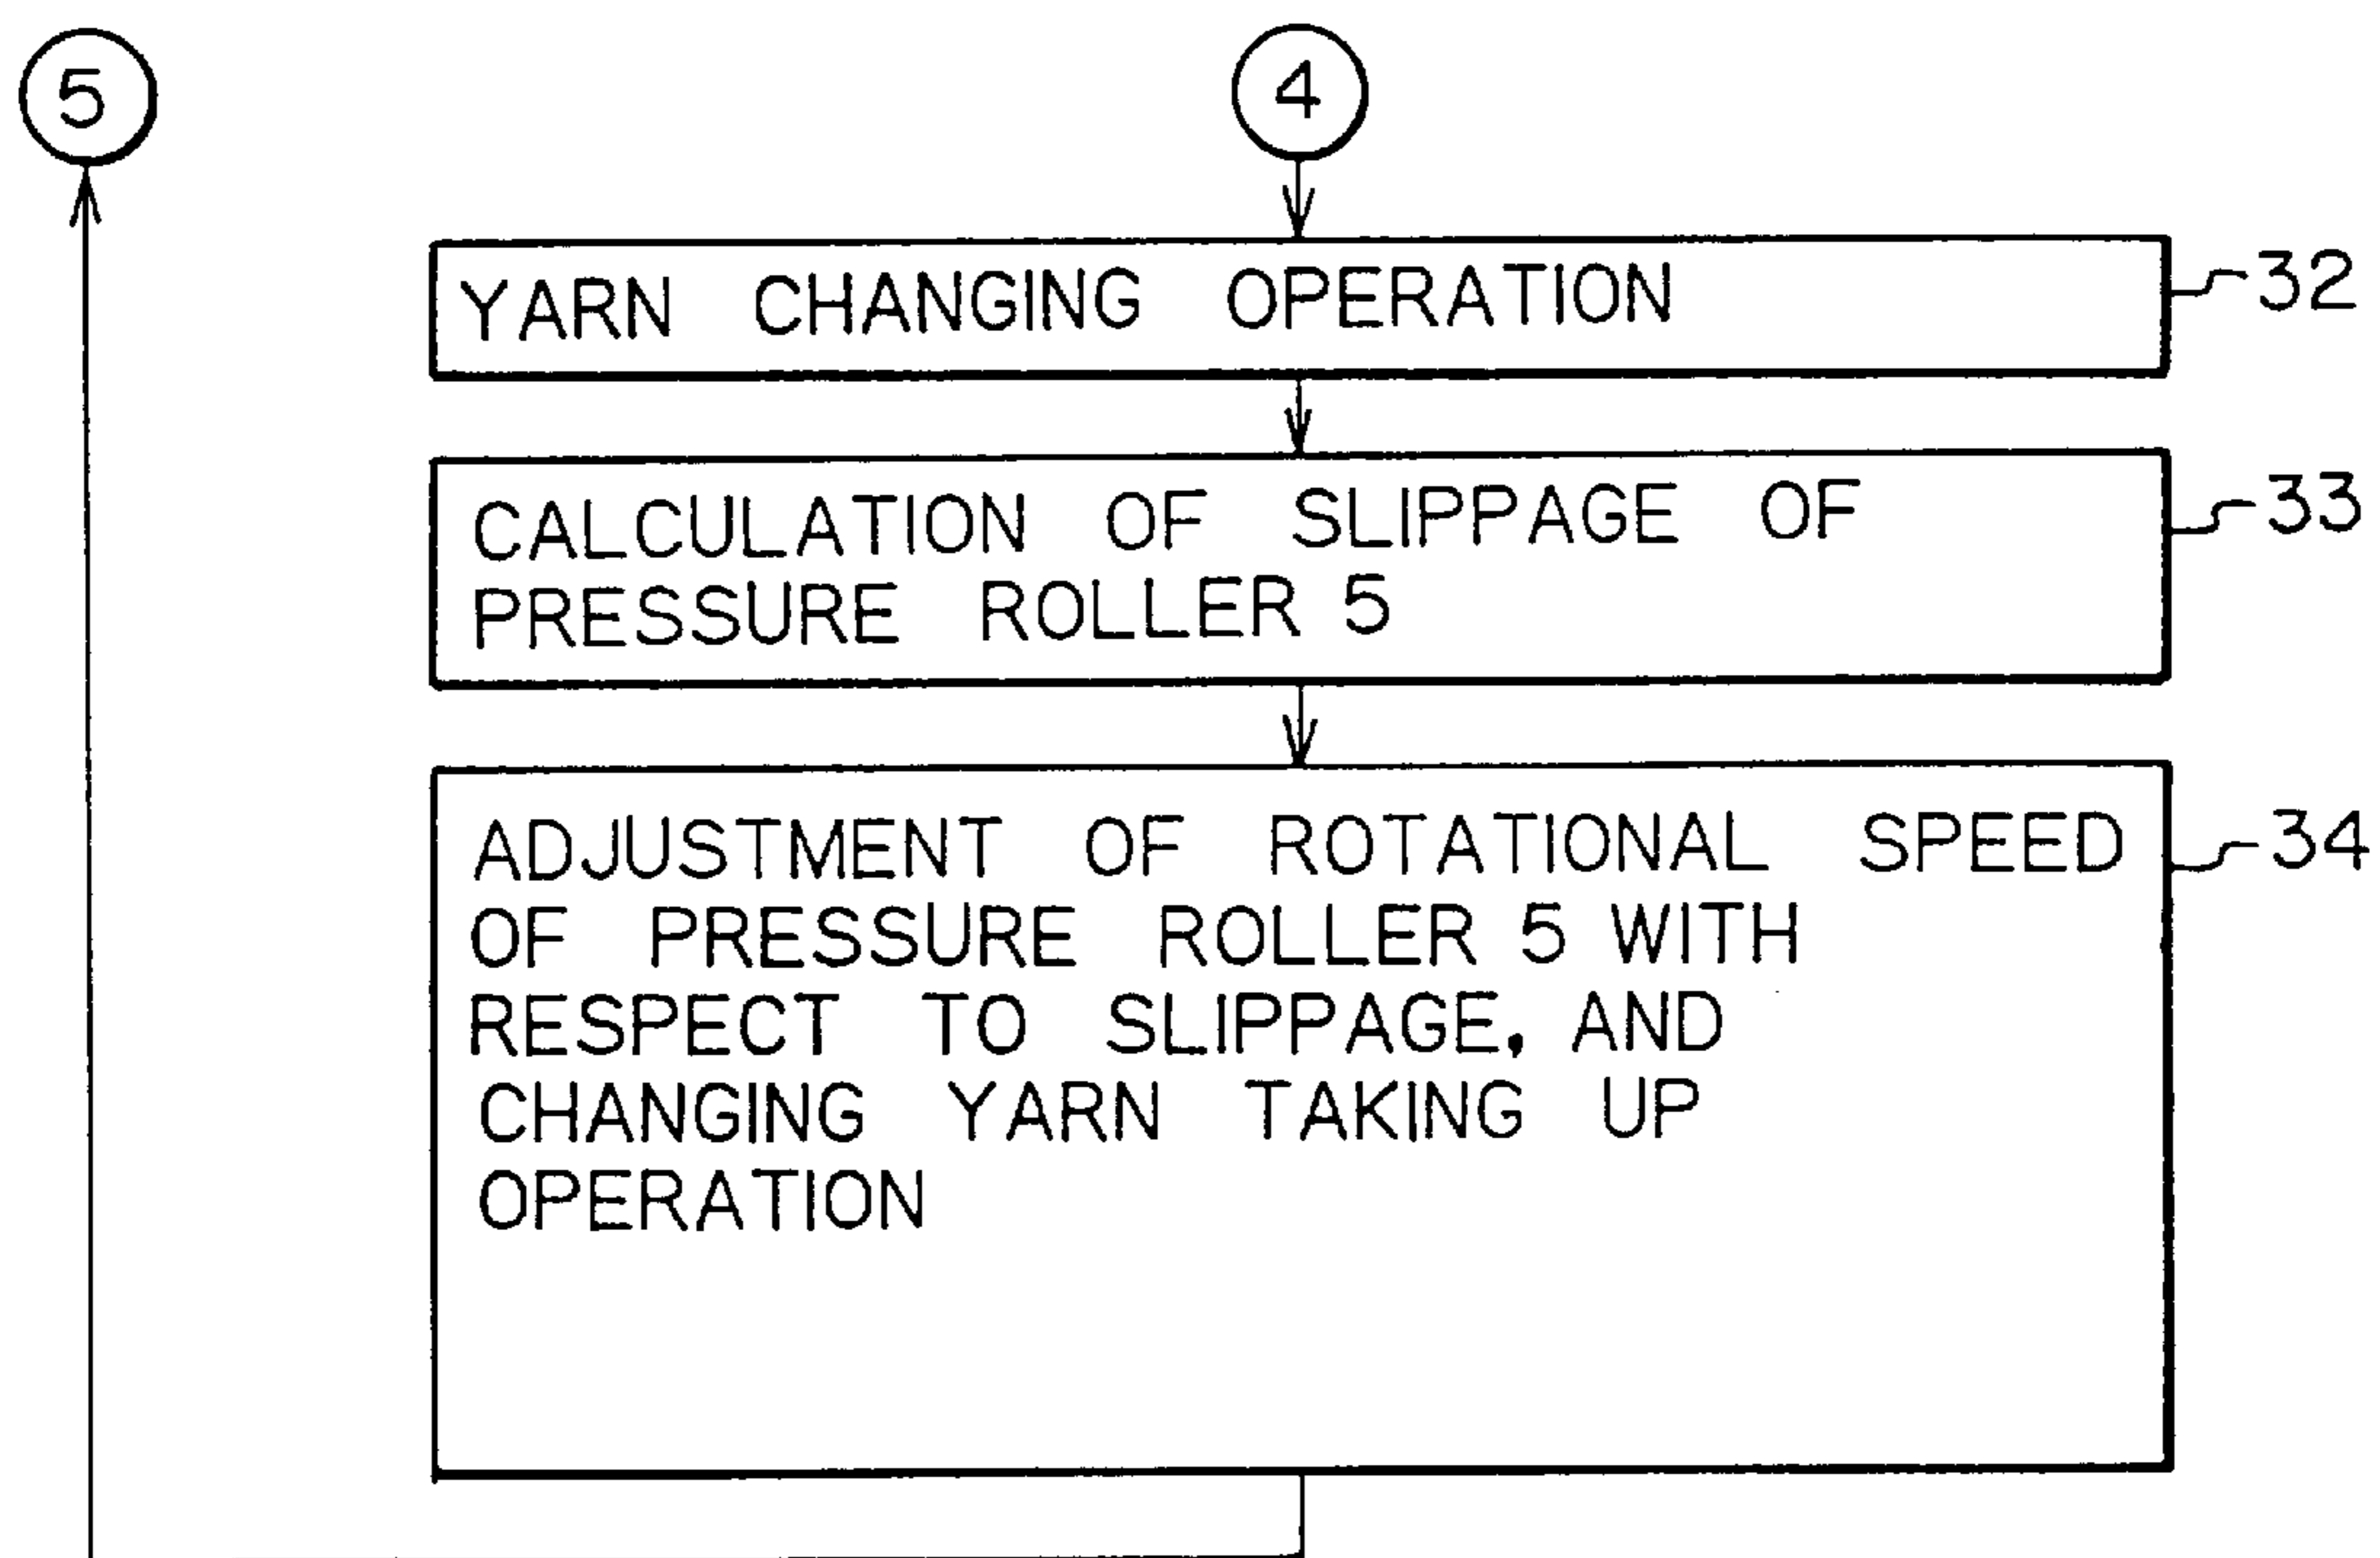 5
4
YARN CHANGING OPERATION
32
CALCULATION OF SLIPPAGE OF
PRESSURE ROLLER 5
33
ADJUSTMENT OF ROTATIONAL SPEED
OF PRESSURE ROLLER 5 WITH
RESPECT TO SLIPPAGE, AND
CHANGING YARN TAKING UP
OPERATION
34